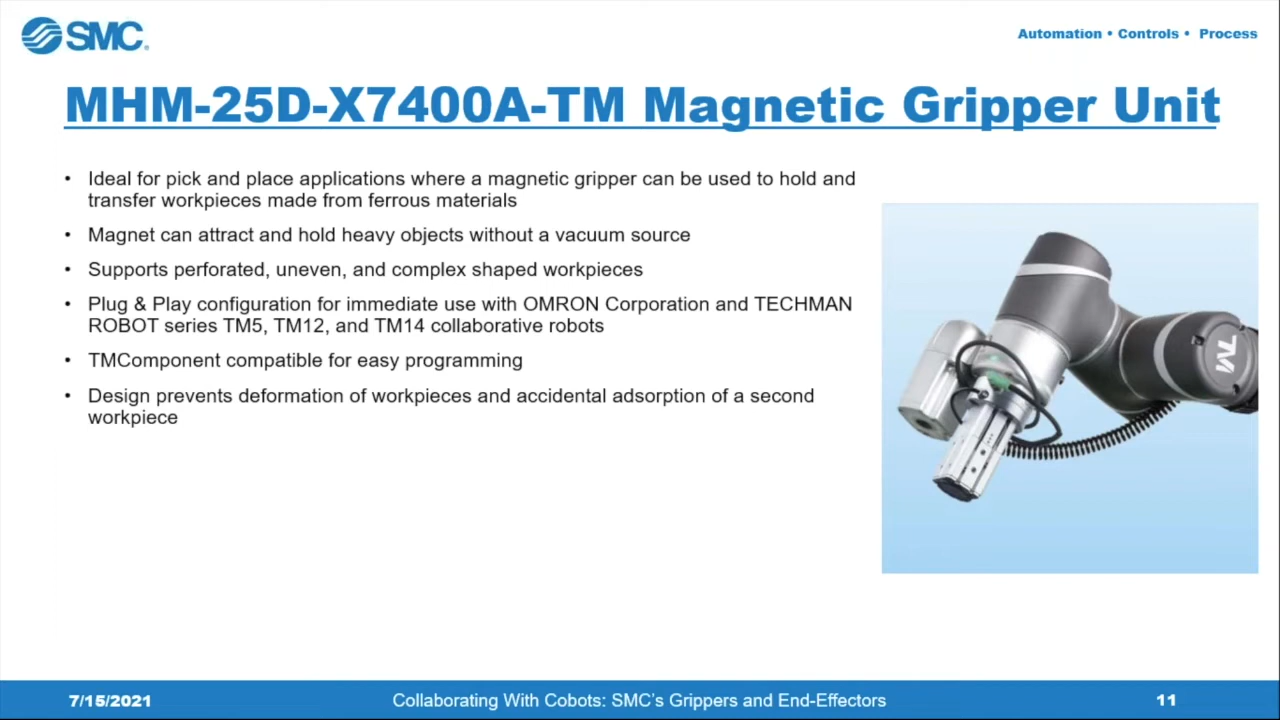 SMC
Automation • Controls • Process
MHM-25D-X7400A-TM Magnetic Gripper Unit
• Ideal for pick and place applications where a magnetic gripper can be used to hold and
transfer workpieces made from ferrous materials
• Magnet can attract and hold heavy objects without a vacuum source
• Supports perforated, uneven, and complex shaped workpieces
• Plug & Play configuration for immediate use with OMRON Corporation and TECHMAN
ROBOT series TM5, TM12, and TM14 collaborative robots
• TMComponent compatible for easy programming
• Design prevents deformation of workpieces and accidental adsorption of a second
workpiece
TM
7/15/2021
Collaborating With Cobots: SMC's Grippers and End-Effectors
11